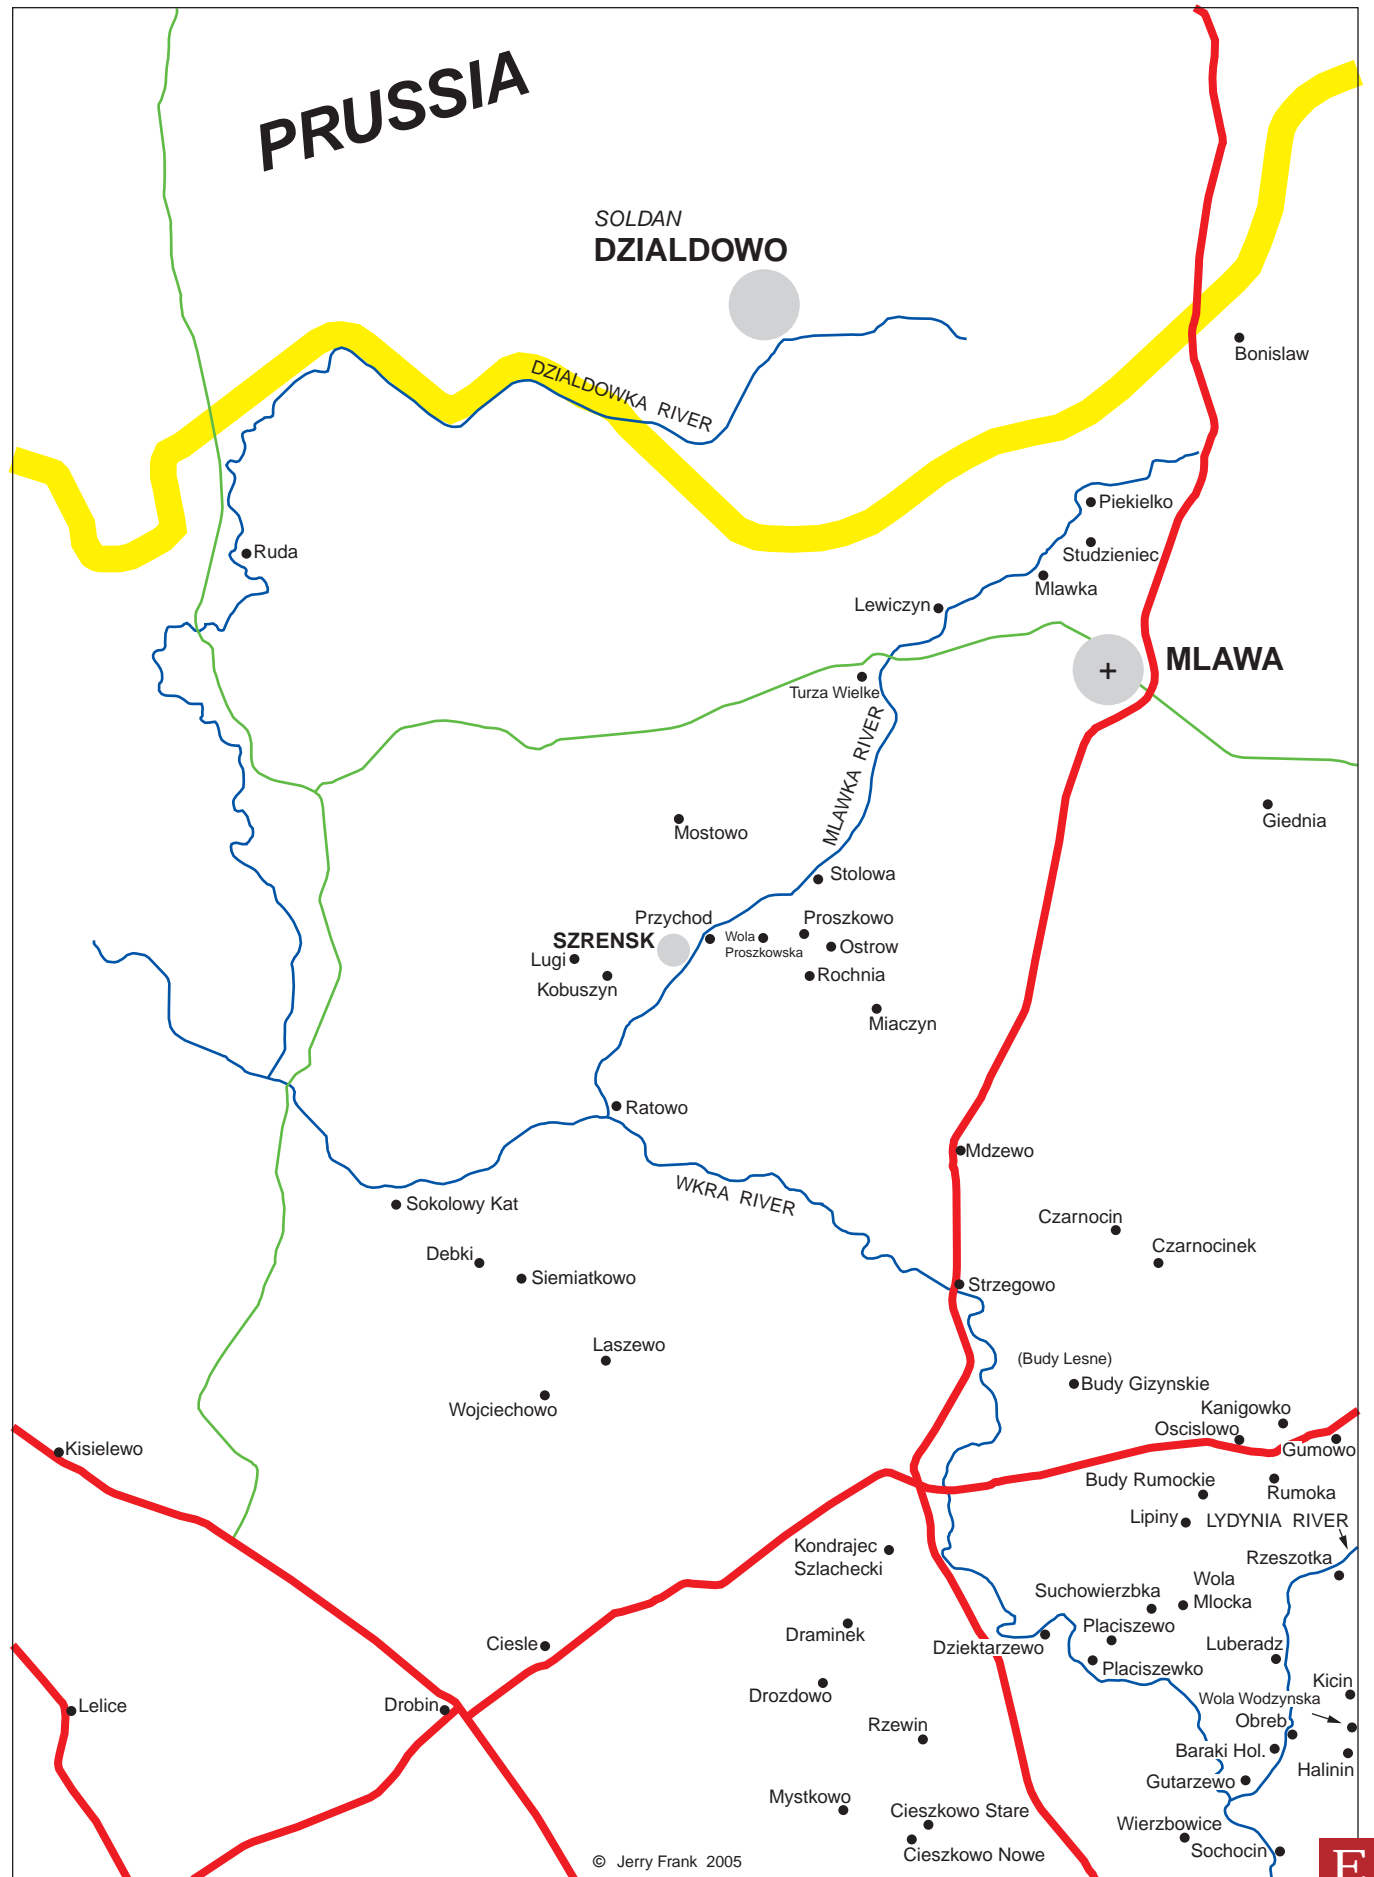 PRUSSIA
SOLDAN
DZIALDOWO
Bonislaw
DZIALDOWKA RIVER
Piekielko
Ruda
Studzieniec
Mlawka
Lewiczyn
MLAWA
Turza Wielke
MLAWKA RIVER
Giednia
Mostowo
Stolowa
Przychod
Proszkowo
SZRENSK
Wola
Proszkowska
Ostrow
Lugi
Rochnia
Kobuszyn
Miaczyn
Ratowo
Mdzewo
WKRA RIVER
Sokolowy Kat
Czarnocin
Czarnocinek
Debki
Siemiatkowo
Strzegowo
Laszewo
(Budy Lesne)
Budy Gizynskie
Wojciechowo
Kanigowko
Oscislowo
Kisielewo
Gumowo
Budy Rumockie
Rumoka
Lipiny
LYDYNIA RIVER
Kondrajec
Szlachecki
Rzeszotka
Wola
Mlocka
Suchowierzbka
Placiszewo
Draminek
Ciesle
Dziektarzewo
Luberadz
Placiszewko
Kicin
Drozdowo
Wola Wodzynska
Lelice
Drobin
Obreb
Rzewin
Baraki Hol.
Halinin
Gutarzewo
Mystkowo
Cieszkowo Stare
Wierzbowice
Sochocin
Cieszkowo Nowe
© Jerry Frank 2005
E